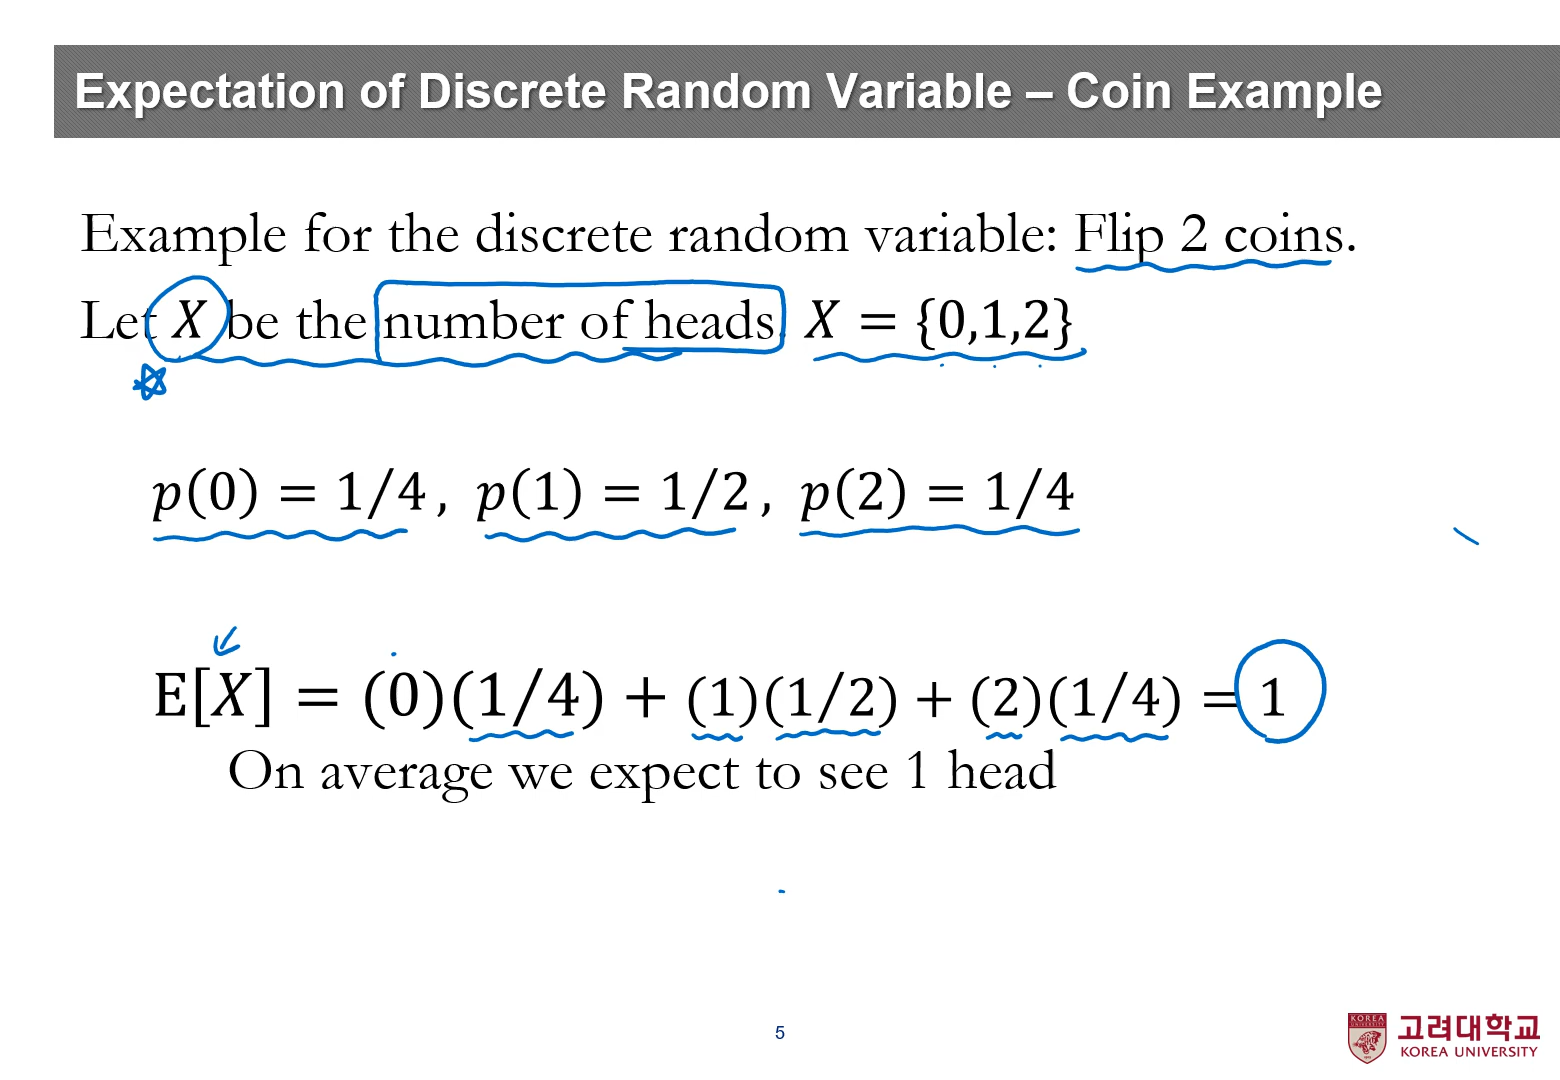 Expectation of Discrete Random Variable – Coin Example
Example for the discrete random variable: Flip 2 coins.
Let X be the number of heads. X = {0,1,2}
p(0) = 1/4, p(1) = 1/2, p(2) = 1/4
E[X] = (0)(1/4) + (1)(1/2) + (2)(1/4) = 1
On average we expect to see 1 head
5
고려대학교
KOREA UNIVERSITY